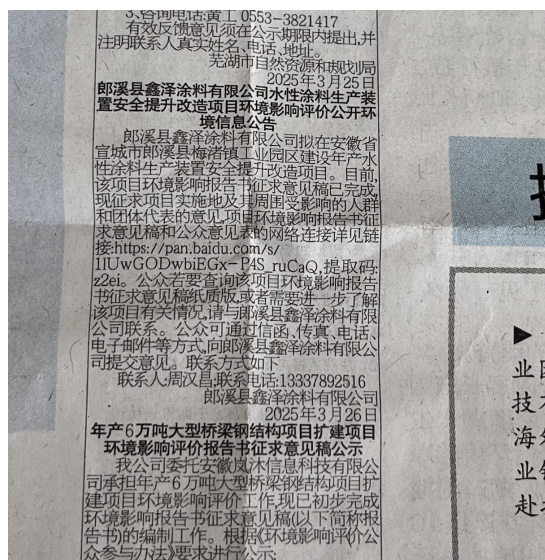 3、咨询电话:黄工 0553-3821417
有效反馈意见须在公示期限内提出,并
注明联系人真实姓名、电话、地址。
芜湖市自然资源和规划局
2025年3月25日
郎溪县鑫泽涂料有限公司水性涂料生产装
置安全提升改造项目环境影响评价公开环
境信息公告
郎溪县鑫泽涂料有限公司拟在安徽省
宣城市郎溪县梅渚镇工业园区建设年产水
性涂料生产装置安全提升改造项目。目前,
该项目环境影响报告书征求意见稿已完成,
现征求项目实施地及其周围受影响的人群
和团体代表的意见,项目环境影响报告书征
求意见稿和公众意见表的网络连接详见链
接:https://pan.baidu.com/s/
1IUwGODwbiEGx-P4S_ruCaQ,提取码:
z2ei。公众若要查询该项目环境影响报告
书征求意见稿纸质版,或者需要进一步了解
该项目有关情况,请与郎溪县鑫泽涂料有限
公司联系。公众可通过信函、传真、电话、
电子邮件等方式,向郎溪县鑫泽涂料有限公
司提交意见。联系方式如下
联系人:周汉昌;联系电话:13337892516
郎溪县鑫泽涂料有限公司
2025年3月26日
年产6万吨大型桥梁钢结构项目扩建项目
环境影响评价报告书征求意见稿公示
我公司委托安徽岚沐信息科技有限公
司承担年产6万吨大型桥梁钢结构项目扩
建项目环境影响评价工作,现已初步完成
环境影响报告书征求意见稿(以下简称报
告书)的编制工作。根据《环境影响评价公
众参与办法》要求进行公示:
▶
业
技
海
业
赴